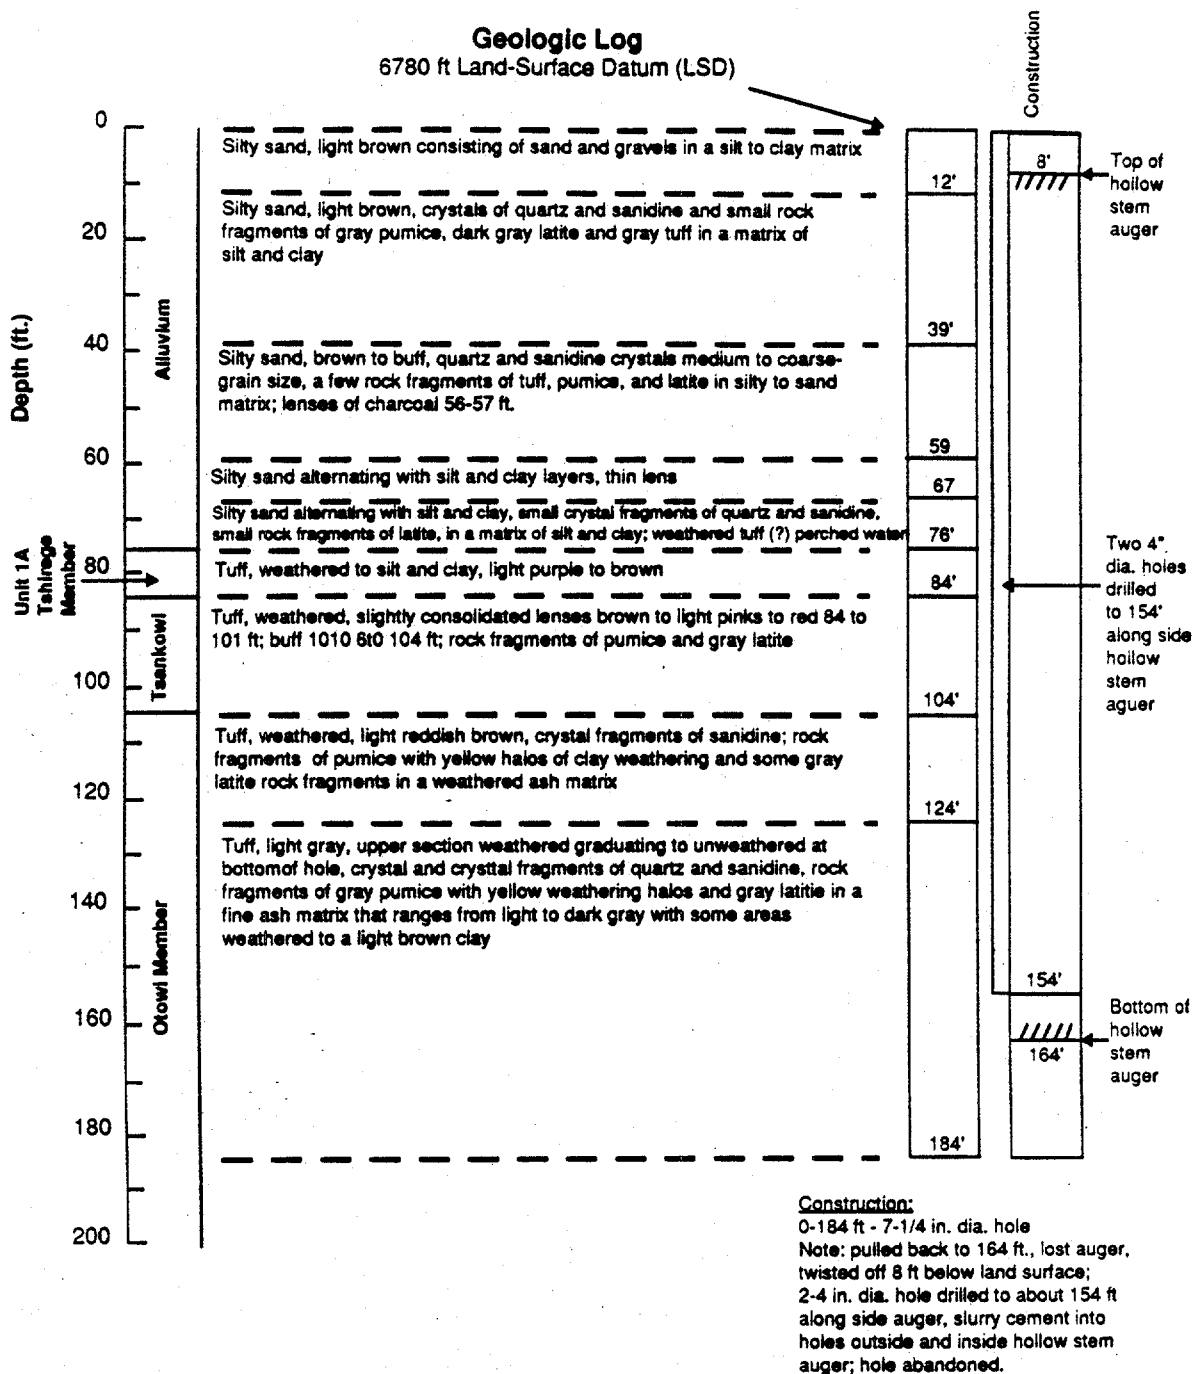 Geologic Log
6780 ft Land-Surface Datum (LSD)
Construction
Depth (ft.)
0
20
40
60
80
100
120
140
160
180
200
Alluvium
Unit 1A
Tshirege
Member
Tsankowi
Otowi Member
Silty sand, light brown consisting of sand and gravels in a silt to clay matrix
12'
Silty sand, light brown, crystals of quartz and sanidine and small rock
fragments of gray pumice, dark gray latite and gray tuff in a matrix of
silt and clay
39'
Silty sand, brown to buff, quartz and sanidine crystals medium to coarse-
grain size, a few rock fragments of tuff, pumice, and latite in silty to sand
matrix; lenses of charcoal 56-57 ft.
59
Silty sand alternating with silt and clay layers, thin lens
67
Silty sand alternating with silt and clay, small crystal fragments of quartz and sanidine,
small rock fragments of latite, in a matrix of silt and clay; weathered tuff (?) perched water
76'
Tuff, weathered to silt and clay, light purple to brown
84'
Tuff, weathered, slightly consolidated lenses brown to light pinks to red 84 to
101 ft; buff 1010 6t0 104 ft; rock fragments of pumice and gray latite
104'
Tuff, weathered, light reddish brown, crystal fragments of sanidine; rock
fragments of pumice with yellow halos of clay weathering and some gray
latite rock fragments in a weathered ash matrix
124'
Tuff, light gray, upper section weathered graduating to unweathered at
bottomof hole, crystal and crysttal fragments of quartz and sanidine, rock
fragments of gray pumice with yellow weathering halos and gray latitie in a
fine ash matrix that ranges from light to dark gray with some areas
weathered to a light brown clay
184'
8'
Top of
hollow
stem
auger
Two 4"
dia. holes
drilled
to 154'
along side
hollow
stem
aguer
154'
164'
Bottom of
hollow
stem
auger
Construction:
0-184 ft - 7-1/4 in. dia. hole
Note: pulled back to 164 ft., lost auger,
twisted off 8 ft below land surface;
2-4 in. dia. hole drilled to about 154 ft
along side auger, slurry cement into
holes outside and inside hollow stem
auger; hole abandoned.